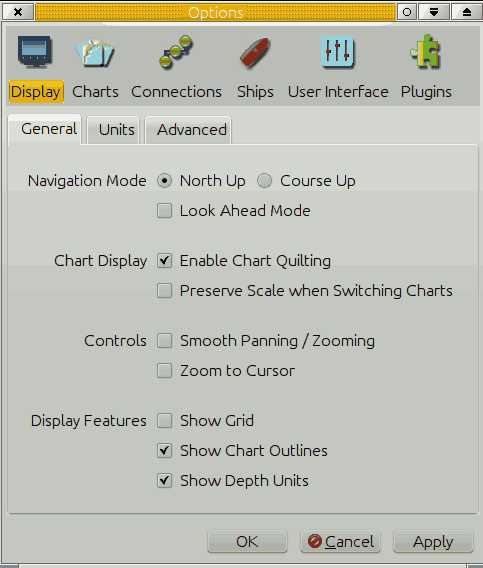 Options
Display Charts Connections Ships User Interface Plugins
General Units Advanced
Navigation Mode North Up Course Up
Look Ahead Mode
Chart Display Enable Chart Quilting
Preserve Scale when Switching Charts
Controls Smooth Panning / Zooming
Zoom to Cursor
Display Features Show Grid
Show Chart Outlines
Show Depth Units
OK Cancel Apply